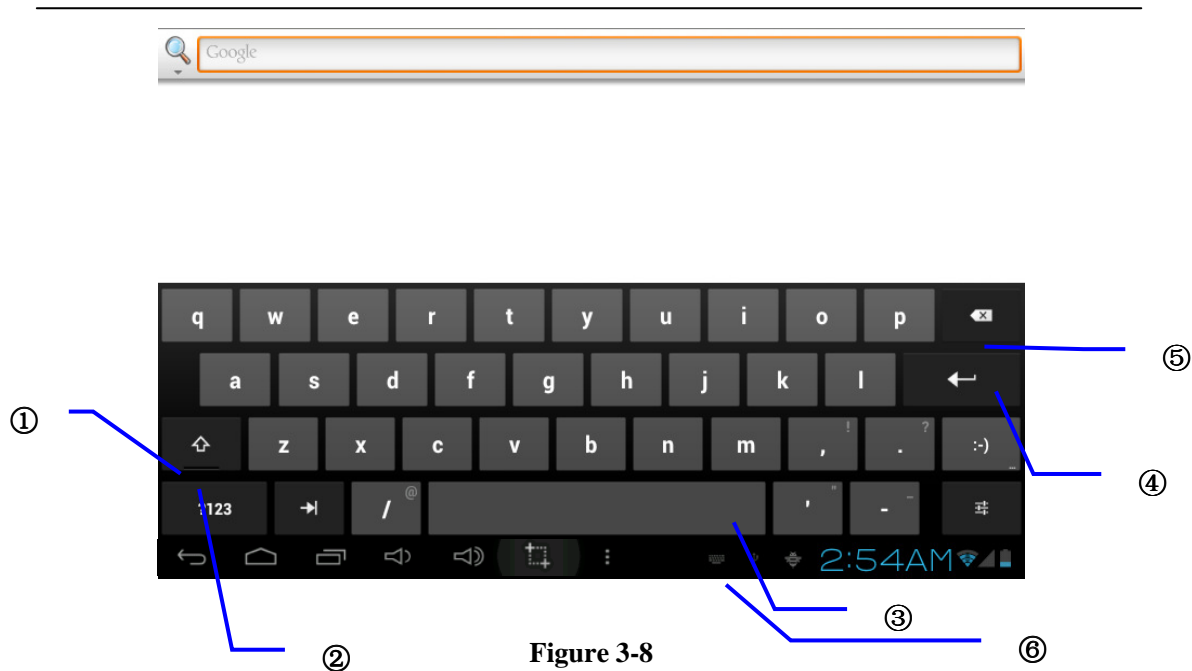 Google
q w e r t y u i o p
a s d f g h j k l
①
⑤
z x c v b n m , ! . ? :-) ...
④
?123 / @ ' " - _
2:54AM
③
② Figure 3-8 ⑥